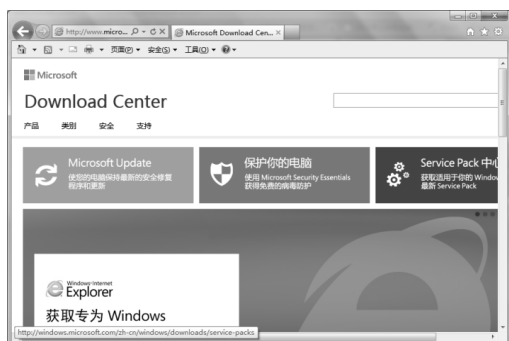 http://www.micro...
Microsoft Download Cen...
页面(P) 安全(S) 工具(O)
Microsoft
Download Center
产品 类别 安全 支持
Microsoft Update
使您的电脑保持最新的安全修复
程序和更新
保护你的电脑
使用 Microsoft Security Essentials
获得免费的病毒防护
Service Pack 中心
获取适用于你的 Window
最新 Service Pack
Windows Internet
Explorer
获取专为 Windows
http://windows.microsoft.com/zh-cn/windows/downloads/service-packs